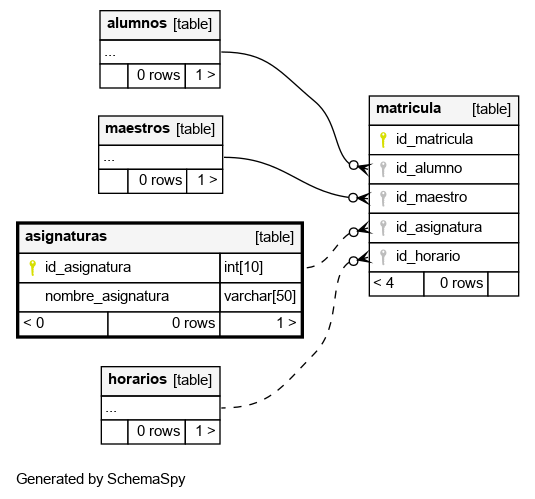 alumnos [table]
...
0 rows 1 >
maestros [table]
...
0 rows 1 >
asignaturas [table]
id_asignatura int[10]
nombre_asignatura varchar[50]
< 0 0 rows 1 >
horarios [table]
...
0 rows 1 >
matricula [table]
id_matricula
id_alumno
id_maestro
id_asignatura
id_horario
< 4 0 rows
Generated by SchemaSpy